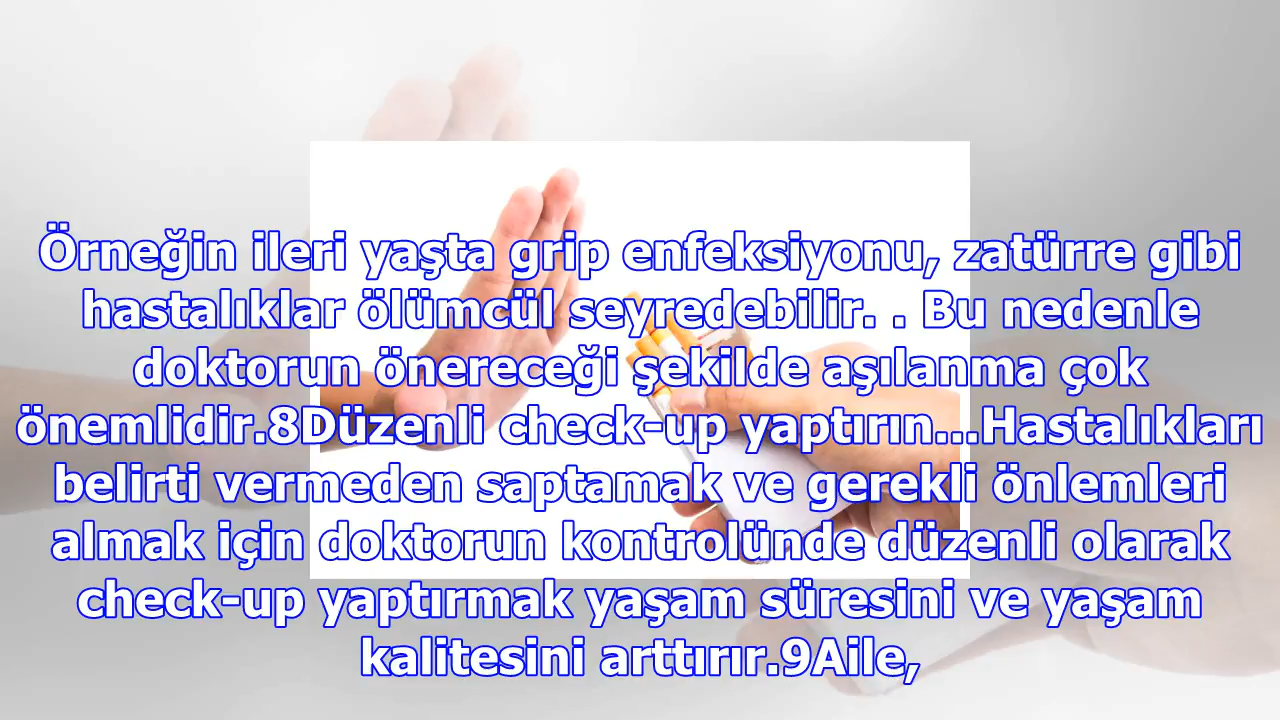 Örneğin ileri yaşta grip enfeksiyonu, zatürre gibi
hastalıklar ölümcül seyredebilir. . Bu nedenle
doktorun önereceği şekilde aşılanma çok
önemlidir.8Düzenli check-up yaptırın...Hastalıkları
belirti vermeden saptamak ve gerekli önlemleri
almak için doktorun kontrolünde düzenli olarak
check-up yaptırmak yaşam süresini ve yaşam
kalitesini arttırır.9Aile,